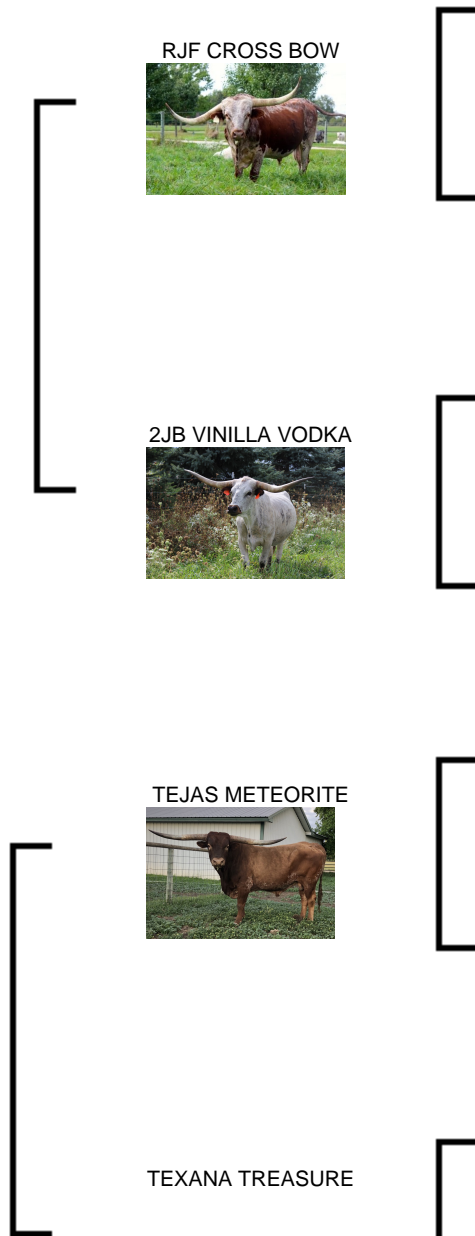 RJF CROSS BOW
2JB VINILLA VODKA
TEJAS METEORITE
TEXANA TREASURE